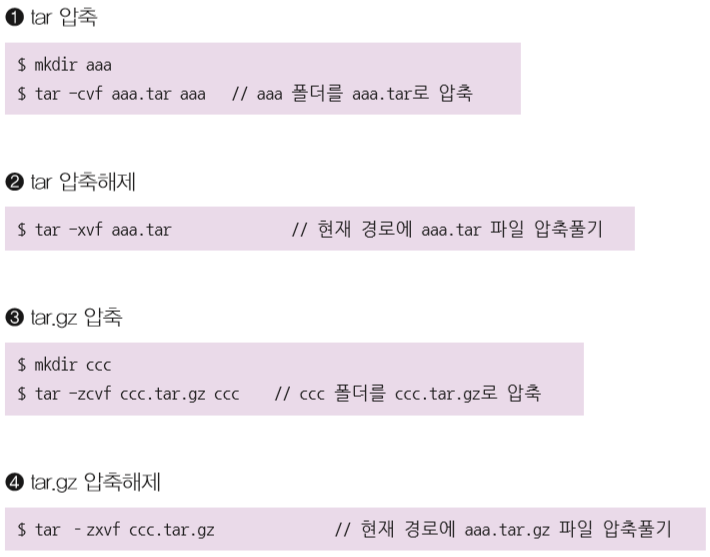 ❶ tar 압축
$ mkdir aaa
$ tar -cvf aaa.tar aaa // aaa 폴더를 aaa.tar로 압축
❷ tar 압축해제
$ tar -xvf aaa.tar // 현재 경로에 aaa.tar 파일 압축풀기
❸ tar.gz 압축
$ mkdir ccc
$ tar -zcvf ccc.tar.gz ccc // ccc 폴더를 ccc.tar.gz로 압축
❹ tar.gz 압축해제
$ tar ‐zxvf ccc.tar.gz // 현재 경로에 aaa.tar.gz 파일 압축풀기